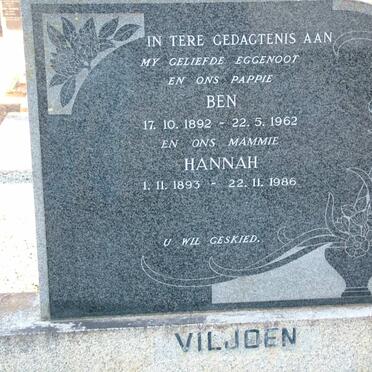 IN TERE GEDAGTENIS AAN
MY GELIEFDE EGGENOOT
EN ONS PAPPIE
BEN
17. 10. 1892 - 22. 5. 1962
EN ONS MAMMIE
HANNAH
1. 11. 1893 - 22. 11. 1986
U WIL GESKIED.
VILJOEN